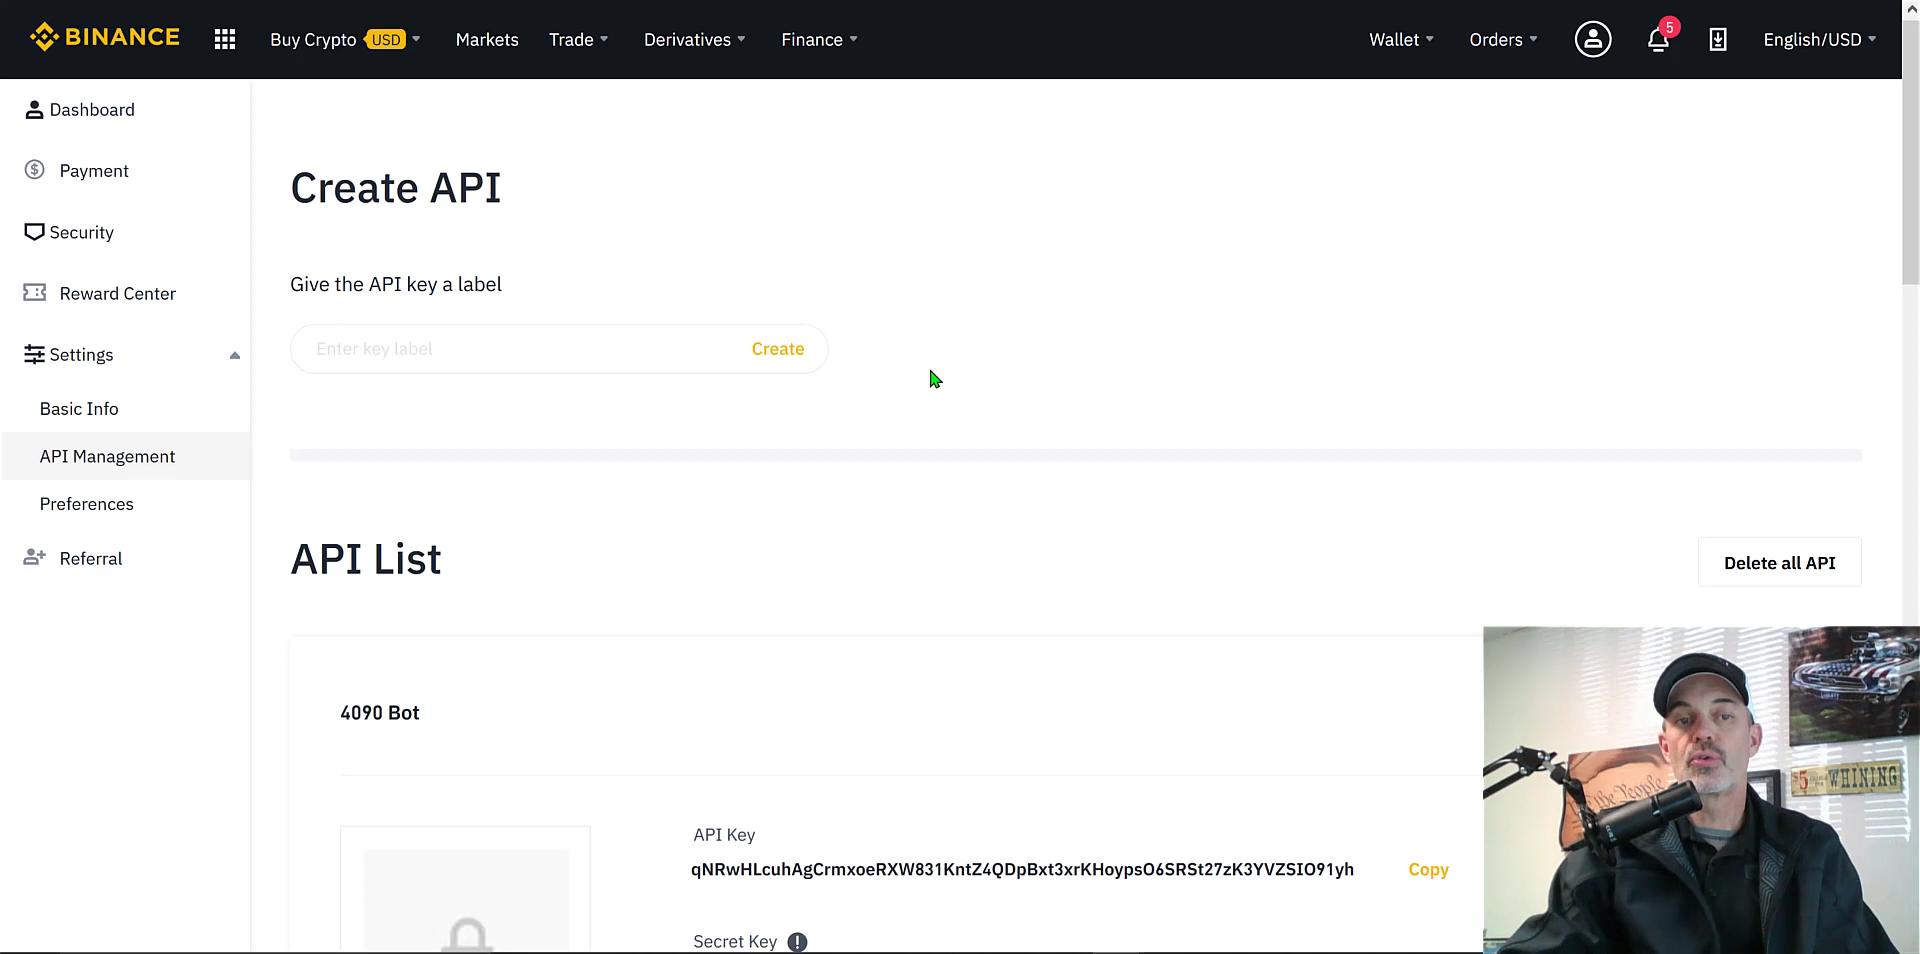 BINANCE
Buy Crypto USD
Markets
Trade
Derivatives
Finance
Wallet
Orders
5
English/USD
Dashboard
Payment
Security
Reward Center
Settings
Basic Info
API Management
Preferences
Referral
Create API
Give the API key a label
Enter key label
Create
API List
Delete all API
4090 Bot
API Key
qNRwHLcuhAgCrmxoeRXW831KntZ4QDpBxt3xrKHoypsO6SRSt27zK3YVZSIO91yh
Copy
Secret Key
the People
WHINING